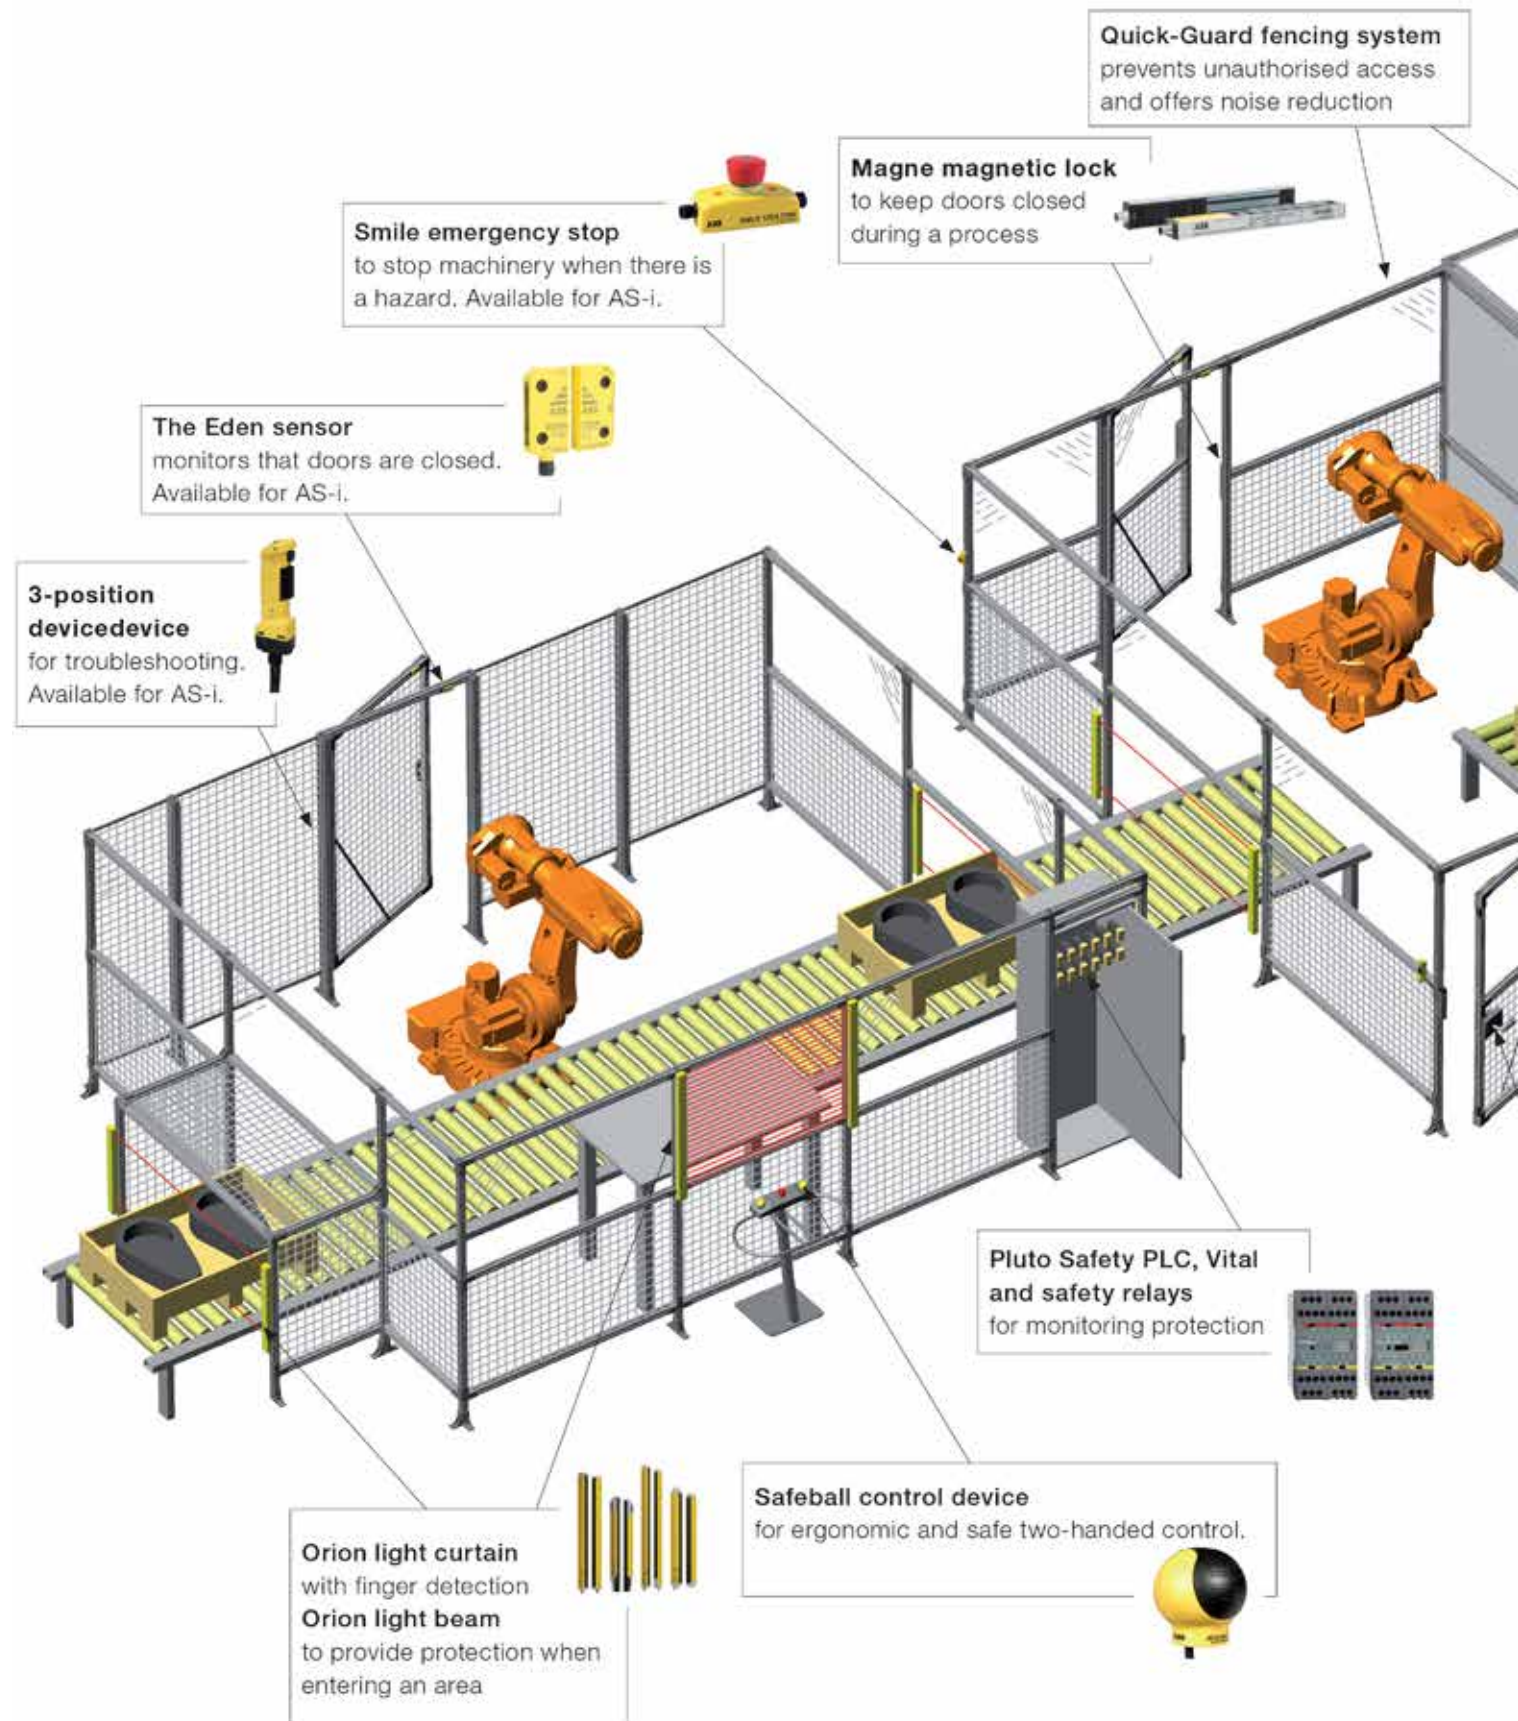 Quick-Guard fencing system
prevents unauthorised access
and offers noise reduction
Magne magnetic lock
to keep doors closed
during a process
Smile emergency stop
to stop machinery when there is
a hazard. Available for AS-i.
The Eden sensor
monitors that doors are closed.
Available for AS-i.
3-position
devicedevice
for troubleshooting.
Available for AS-i.
Pluto Safety PLC, Vital
and safety relays
for monitoring protection
Safeball control device
for ergonomic and safe two-handed control.
Orion light curtain
with finger detection
Orion light beam
to provide protection when
entering an area